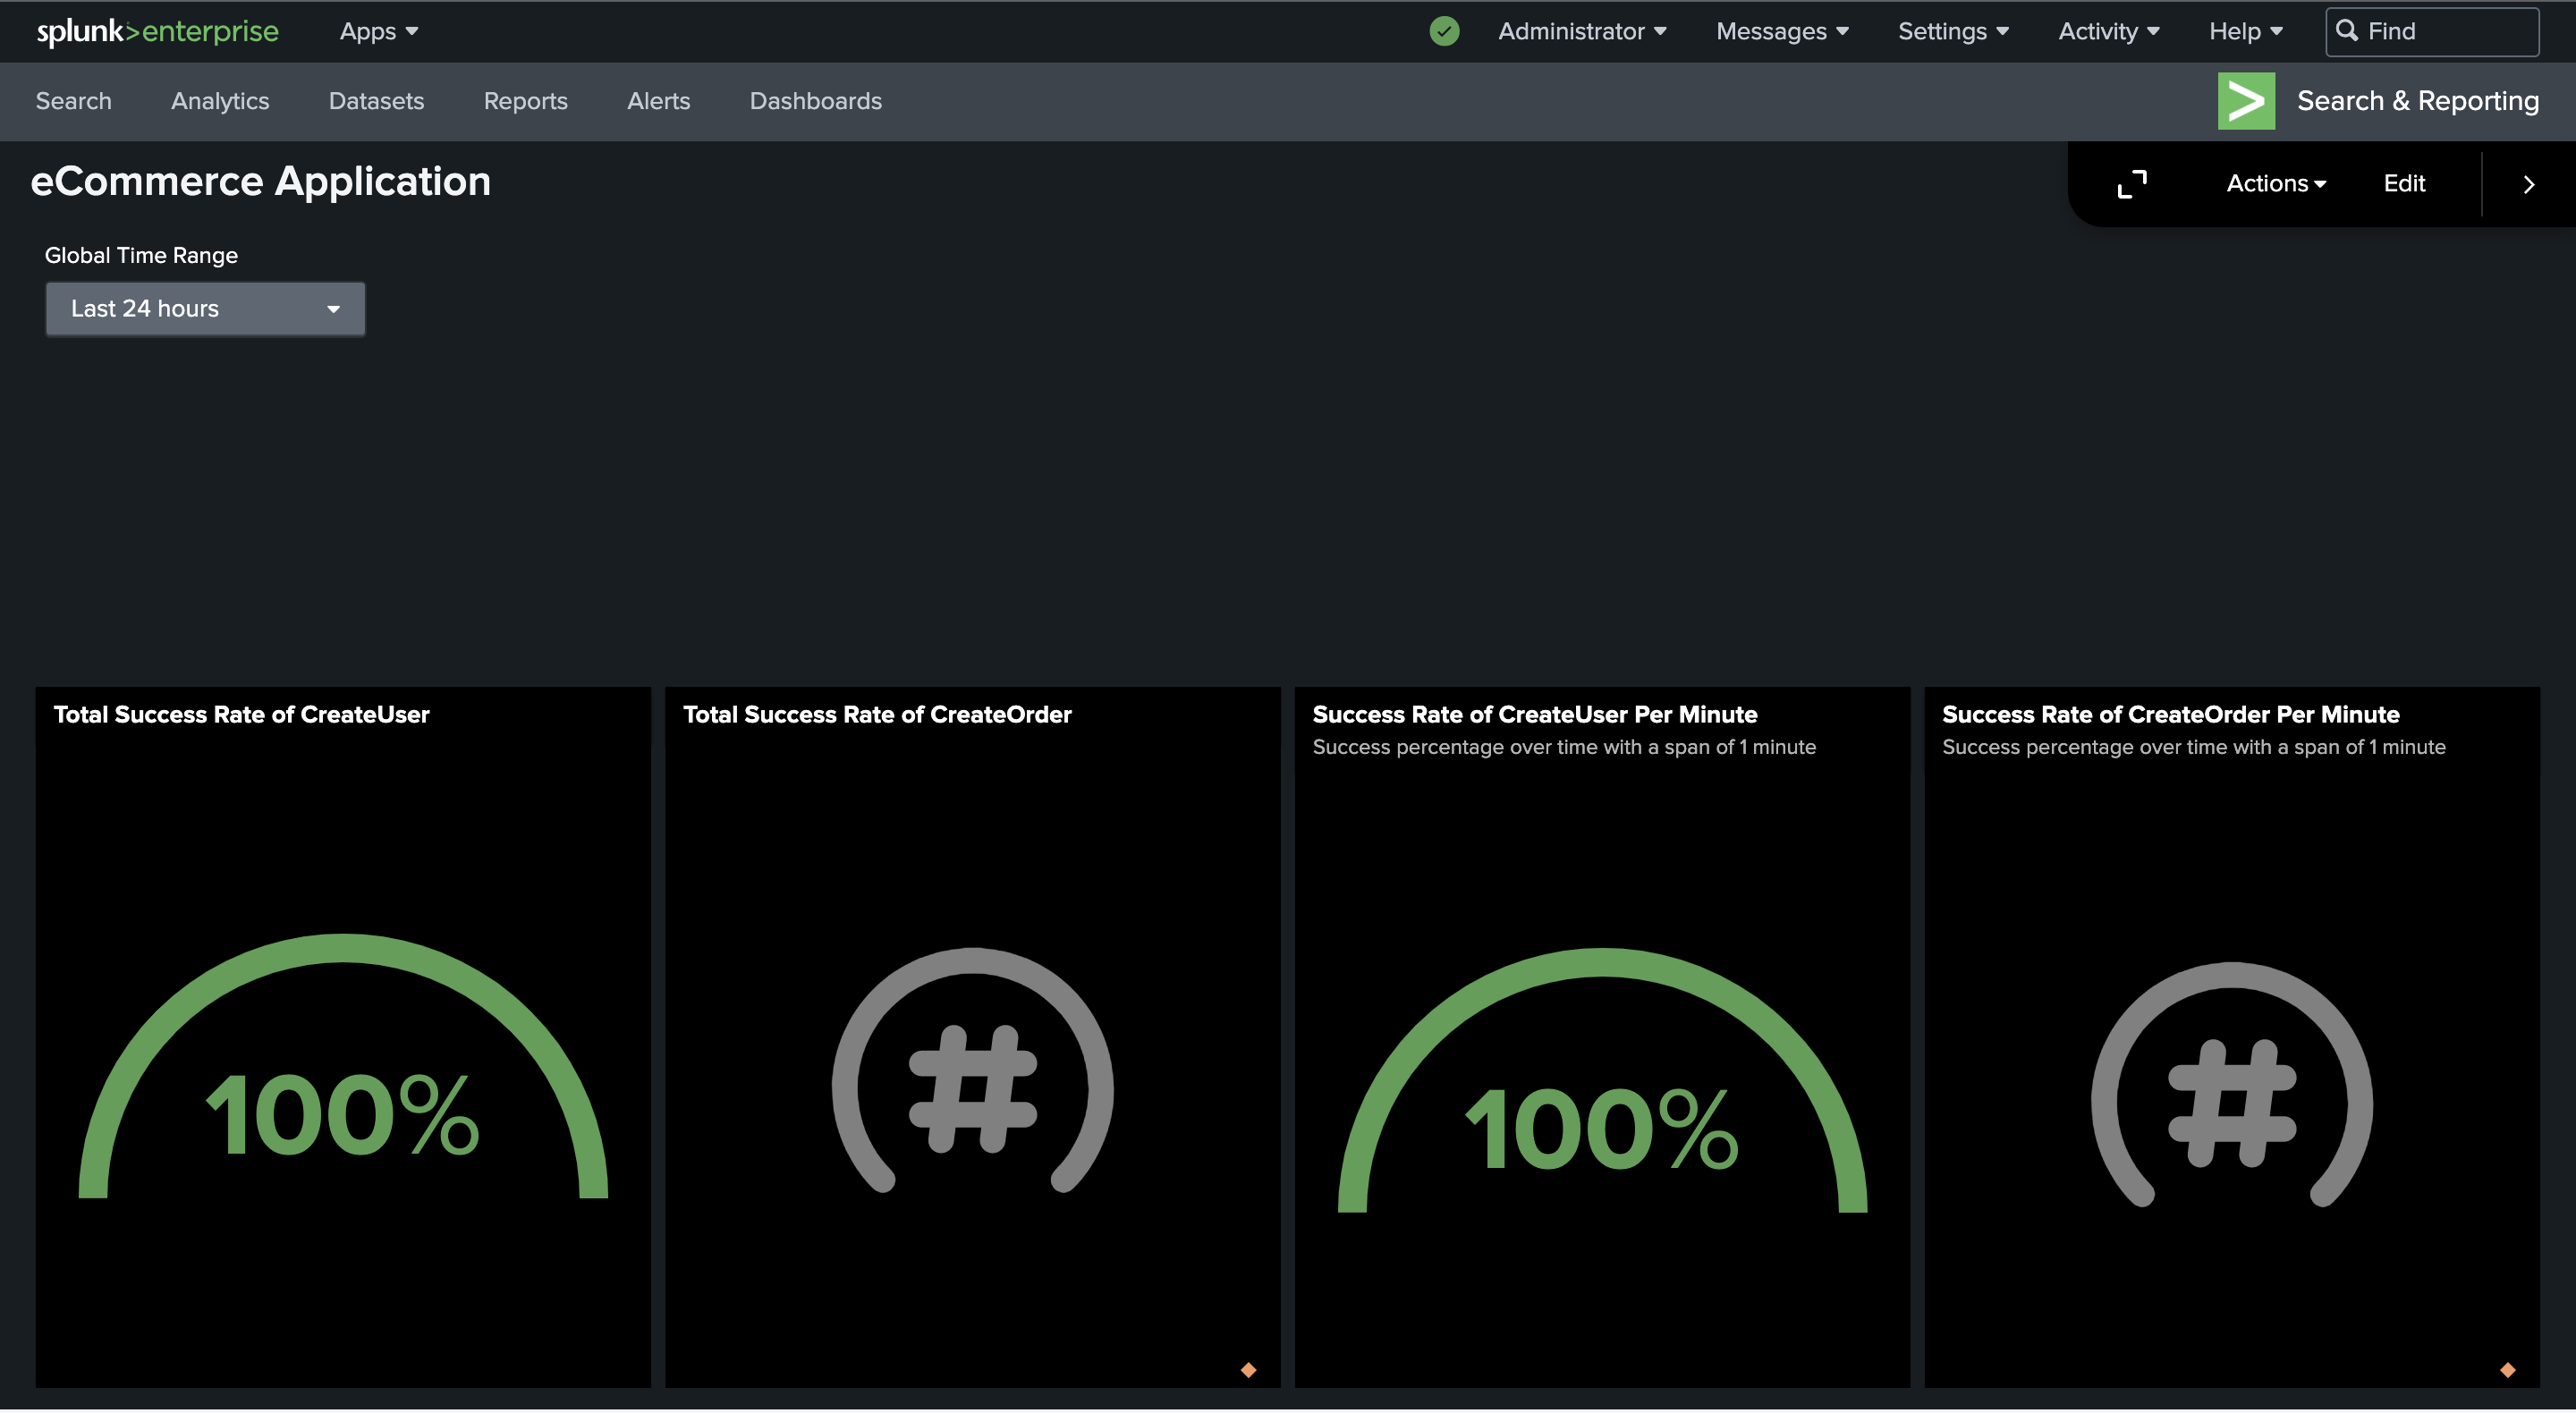 splunk>enterprise Apps Administrator Messages Settings Activity Help Find
Search Analytics Datasets Reports Alerts Dashboards Search & Reporting
eCommerce Application
Actions Edit
Global Time Range
Last 24 hours
Total Success Rate of CreateUser
100%
Total Success Rate of CreateOrder
#
Success Rate of CreateUser Per Minute
Success percentage over time with a span of 1 minute
100%
Success Rate of CreateOrder Per Minute
Success percentage over time with a span of 1 minute
#